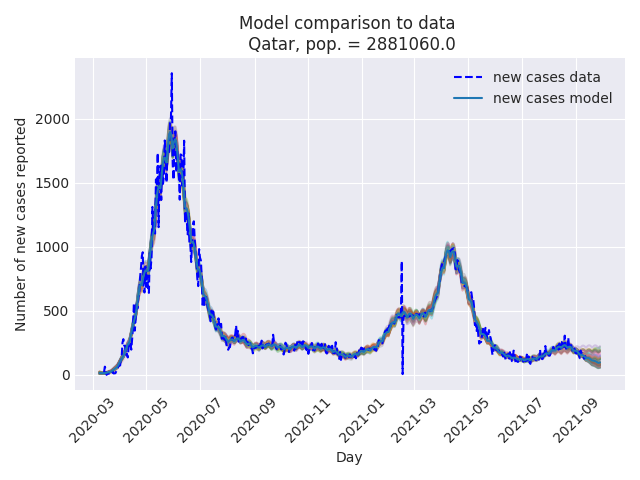 Model comparison to data
Qatar, pop. = 2881060.0
new cases data
new cases model
Number of new cases reported
2000
1500
1000
500
0
2020-03
2020-05
2020-07
2020-09
2020-11
2021-01
2021-03
2021-05
2021-07
2021-09
Day